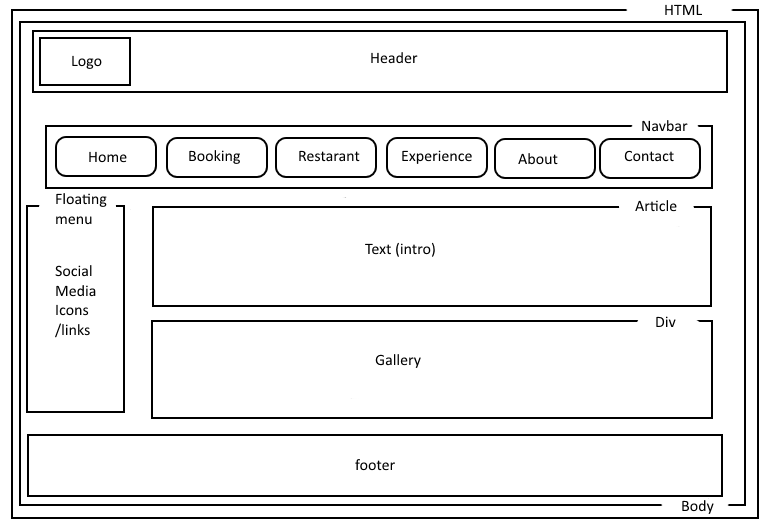 HTML
Logo
Header
Navbar
Home
Booking
Restarant
Experience
About
Contact
Floating
menu
Social
Media
Icons
/links
Article
Text (intro)
Div
Gallery
footer
Body